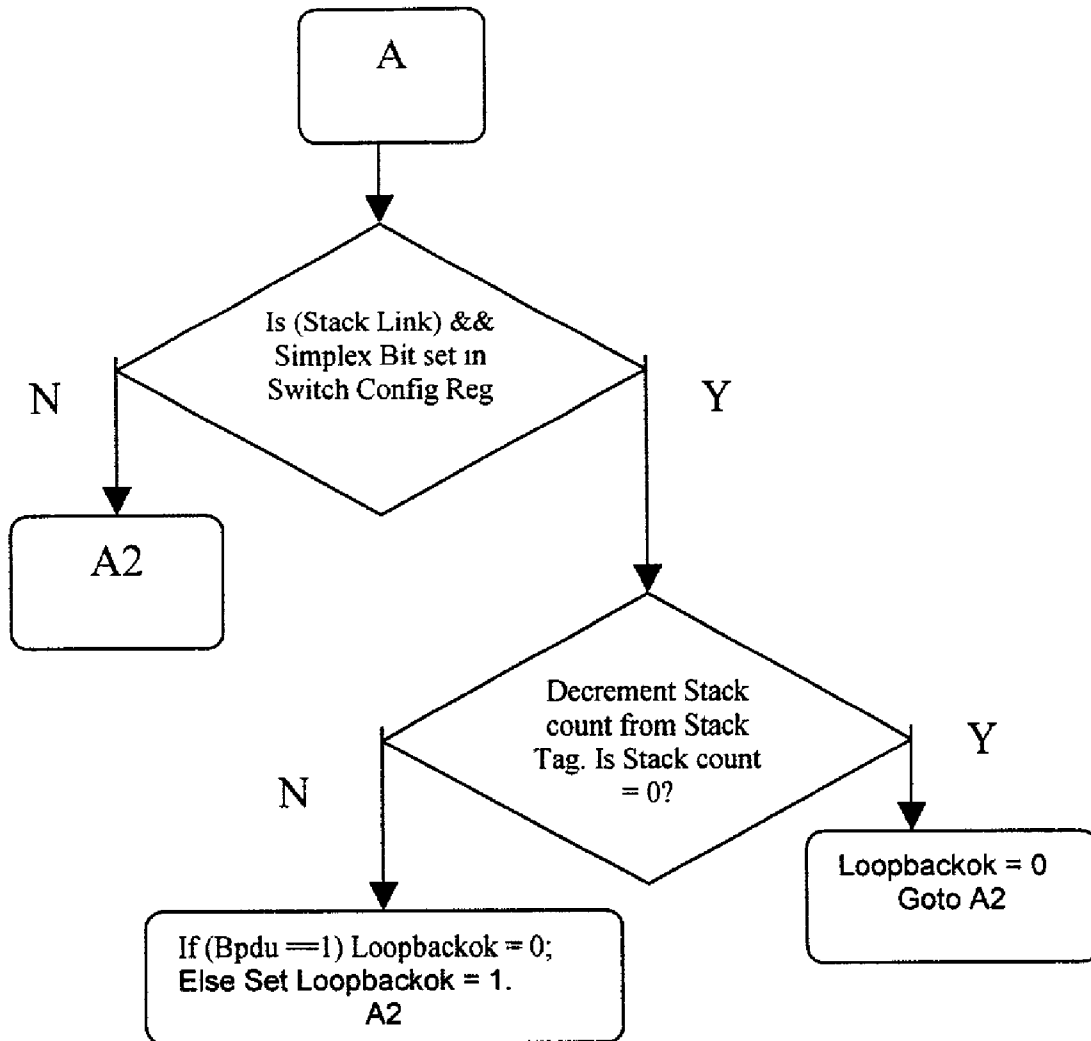 A
Is (Stack Link) &&
Simplex Bit set in
Switch Config Reg
N
Y
A2
Decrement Stack
count from Stack
Tag. Is Stack count
= 0?
N
Y
Loopbackok = 0
Goto A2
If (Bpdu ==1) Loopbackok = 0;
Else Set Loopbackok = 1.
A2